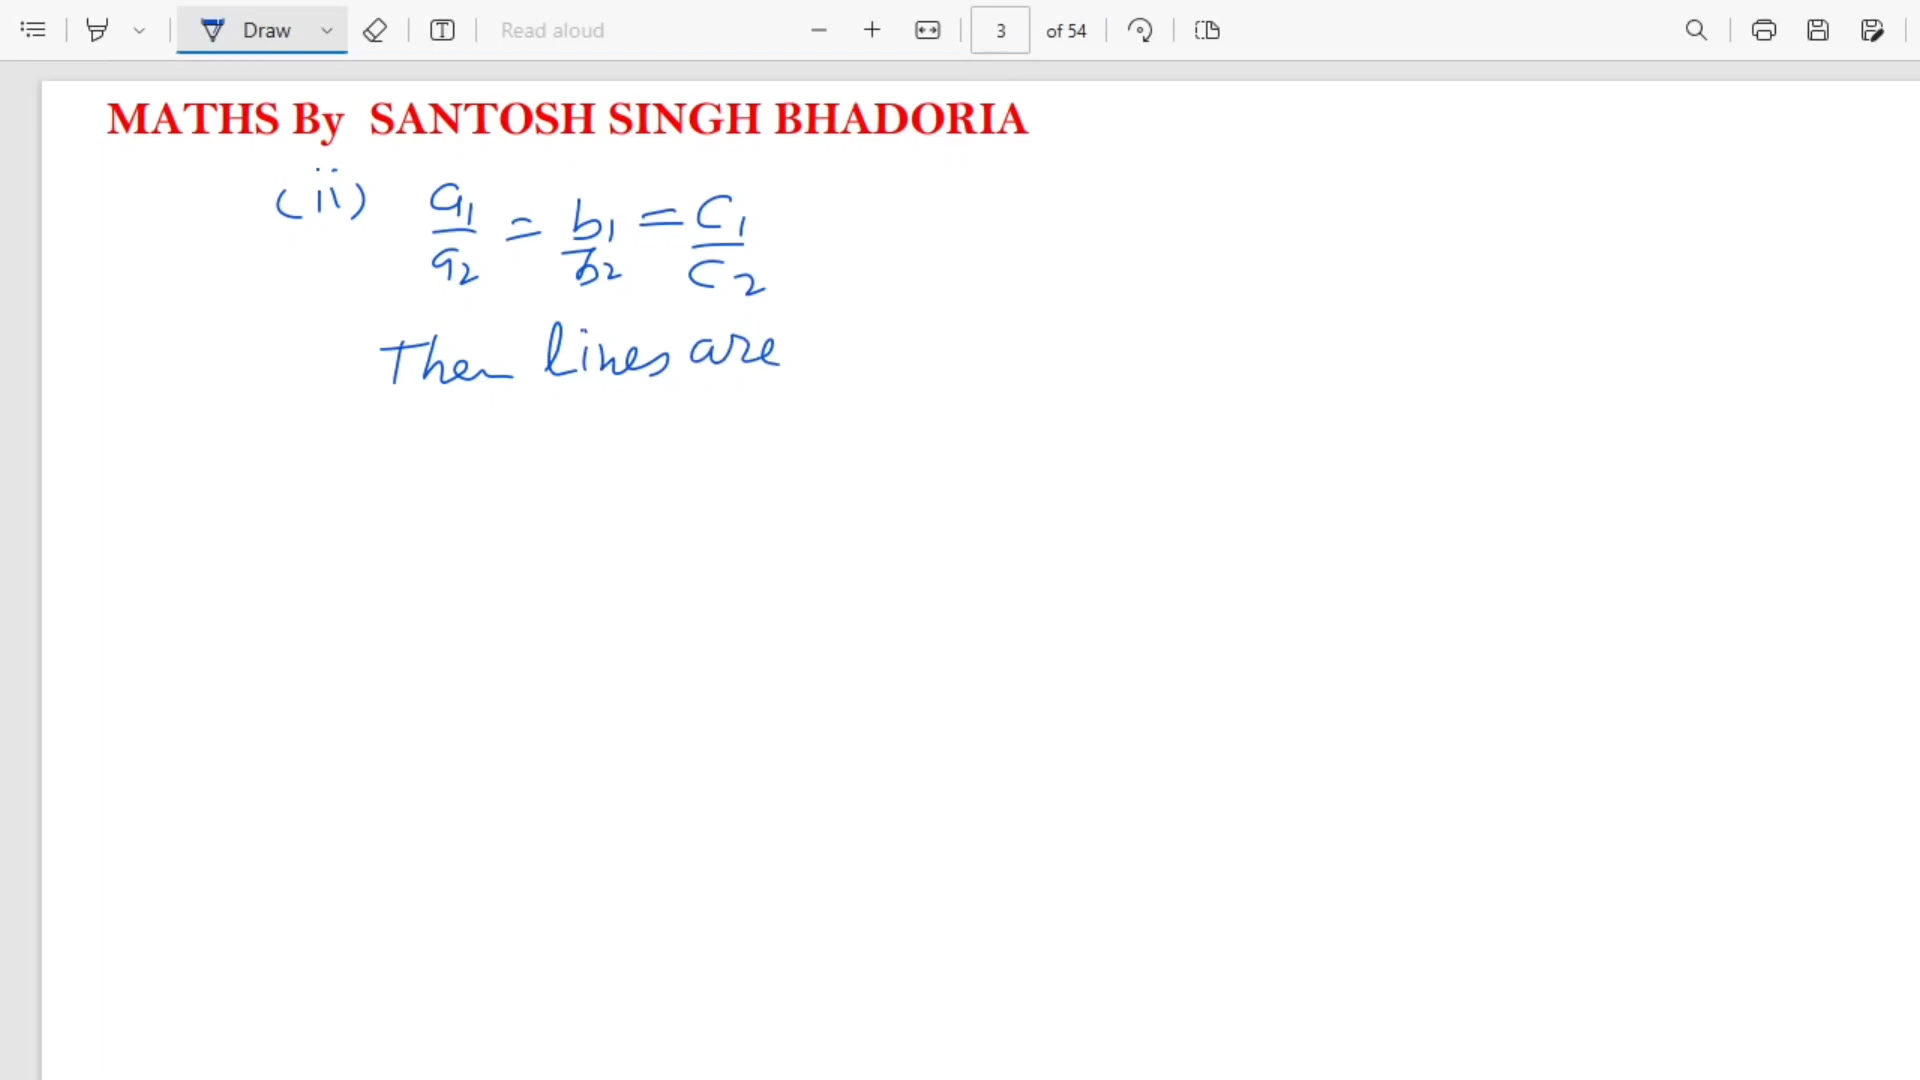 Draw Read aloud 3 of 54
MATHS By SANTOSH SINGH BHADORIA
(ii) a1/a2 = b1/b2 = C1/C2
Then lines are